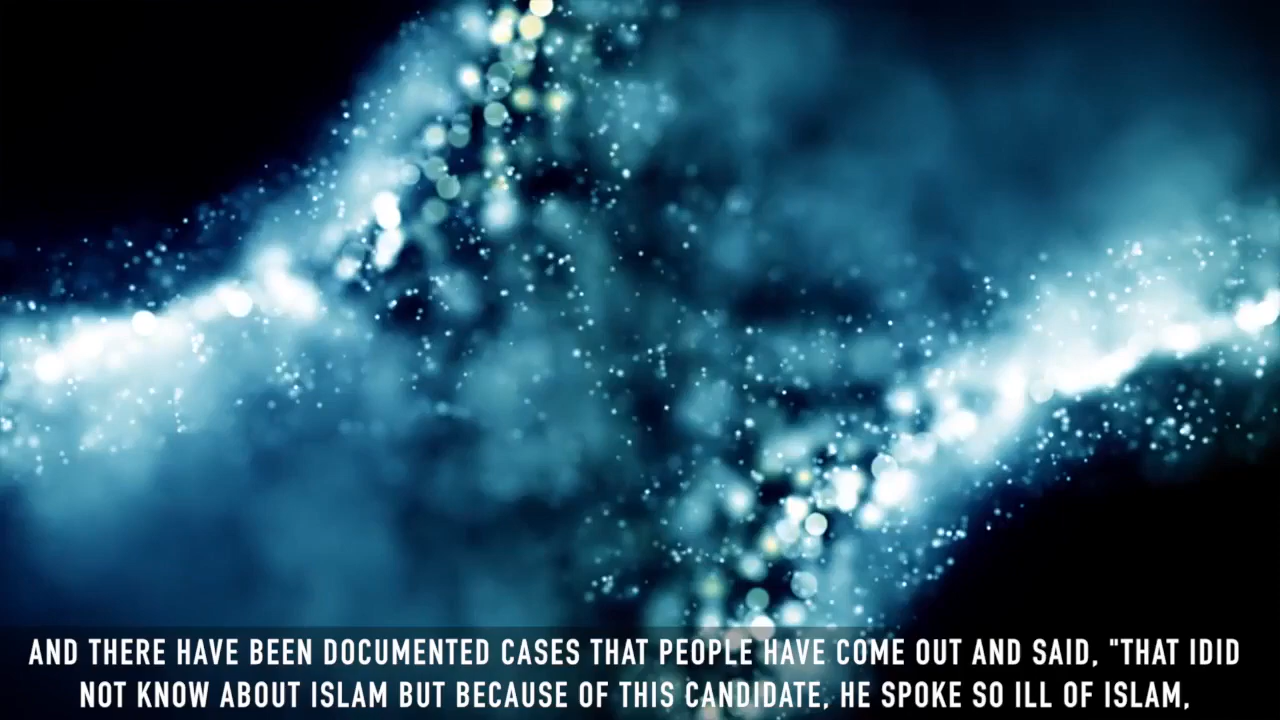 AND THERE HAVE BEEN DOCUMENTED CASES THAT PEOPLE HAVE COME OUT AND SAID, "THAT IDID
NOT KNOW ABOUT ISLAM BUT BECAUSE OF THIS CANDIDATE, HE SPOKE SO ILL OF ISLAM,